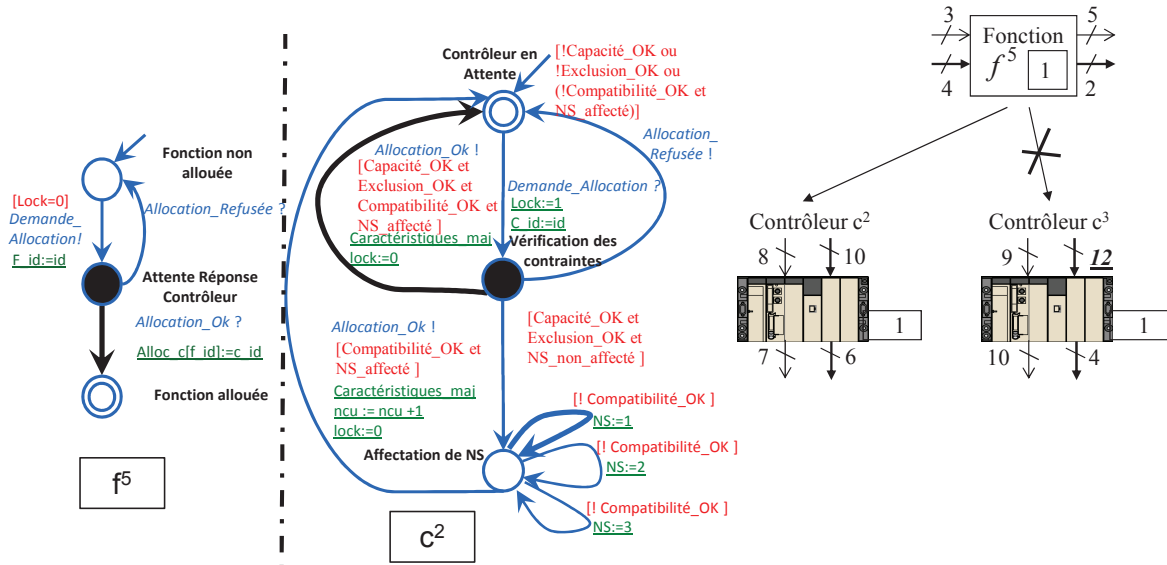 Fonction non
allouée
[Lock=0]
Demande_
Allocation!
F_id:=id
Allocation_Refusée ?
Attente Réponse
Contrôleur
Allocation_Ok ?
Alloc_c[f_id]:=c_id
Fonction allouée
f5
Contrôleur en
Attente
[!Capacité_OK ou
!Exclusion_OK ou
(!Compatibilité_OK et
NS_affecté)]
Allocation_
Refusée !
Allocation_Ok !
[Capacité_OK et
Exclusion_OK et
Compatibilité_OK et
NS_affecté ]
Caractéristiques_maj
lock:=0
Demande_Allocation ?
Lock:=1
C_id:=id
Vérification des
contraintes
Allocation_Ok !
[Compatibilité_OK et
NS_affecté ]
Caractéristiques_maj
ncu := ncu +1
lock:=0
[Capacité_OK et
Exclusion_OK et
NS_non_affecté ]
Affectation de NS
[! Compatibilité_OK ]
NS:=1
[! Compatibilité_OK ]
NS:=2
[! Compatibilité_OK ]
NS:=3
c2
3
4
Fonction
f5
1
5
2
Contrôleur c2
8
10
1
7
6
Contrôleur c3
9
12
1
10
4